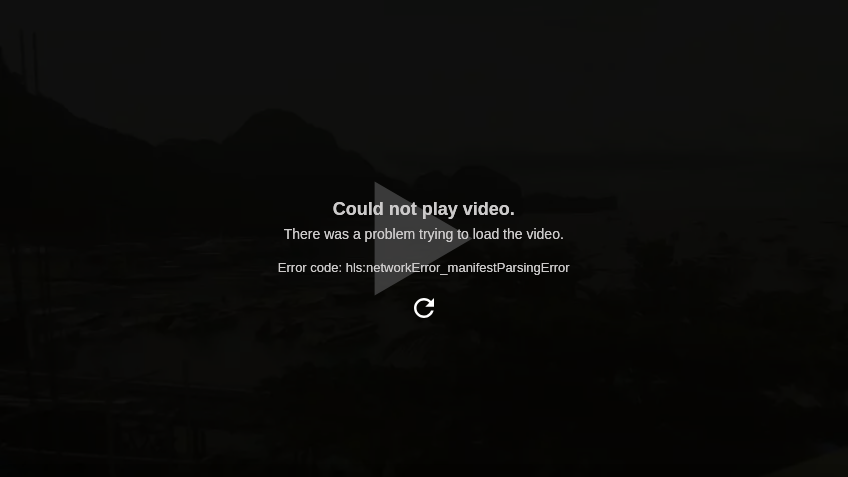 Could not play video.
There was a problem trying to load the video.
Error code: hls:networkError_manifestParsingError